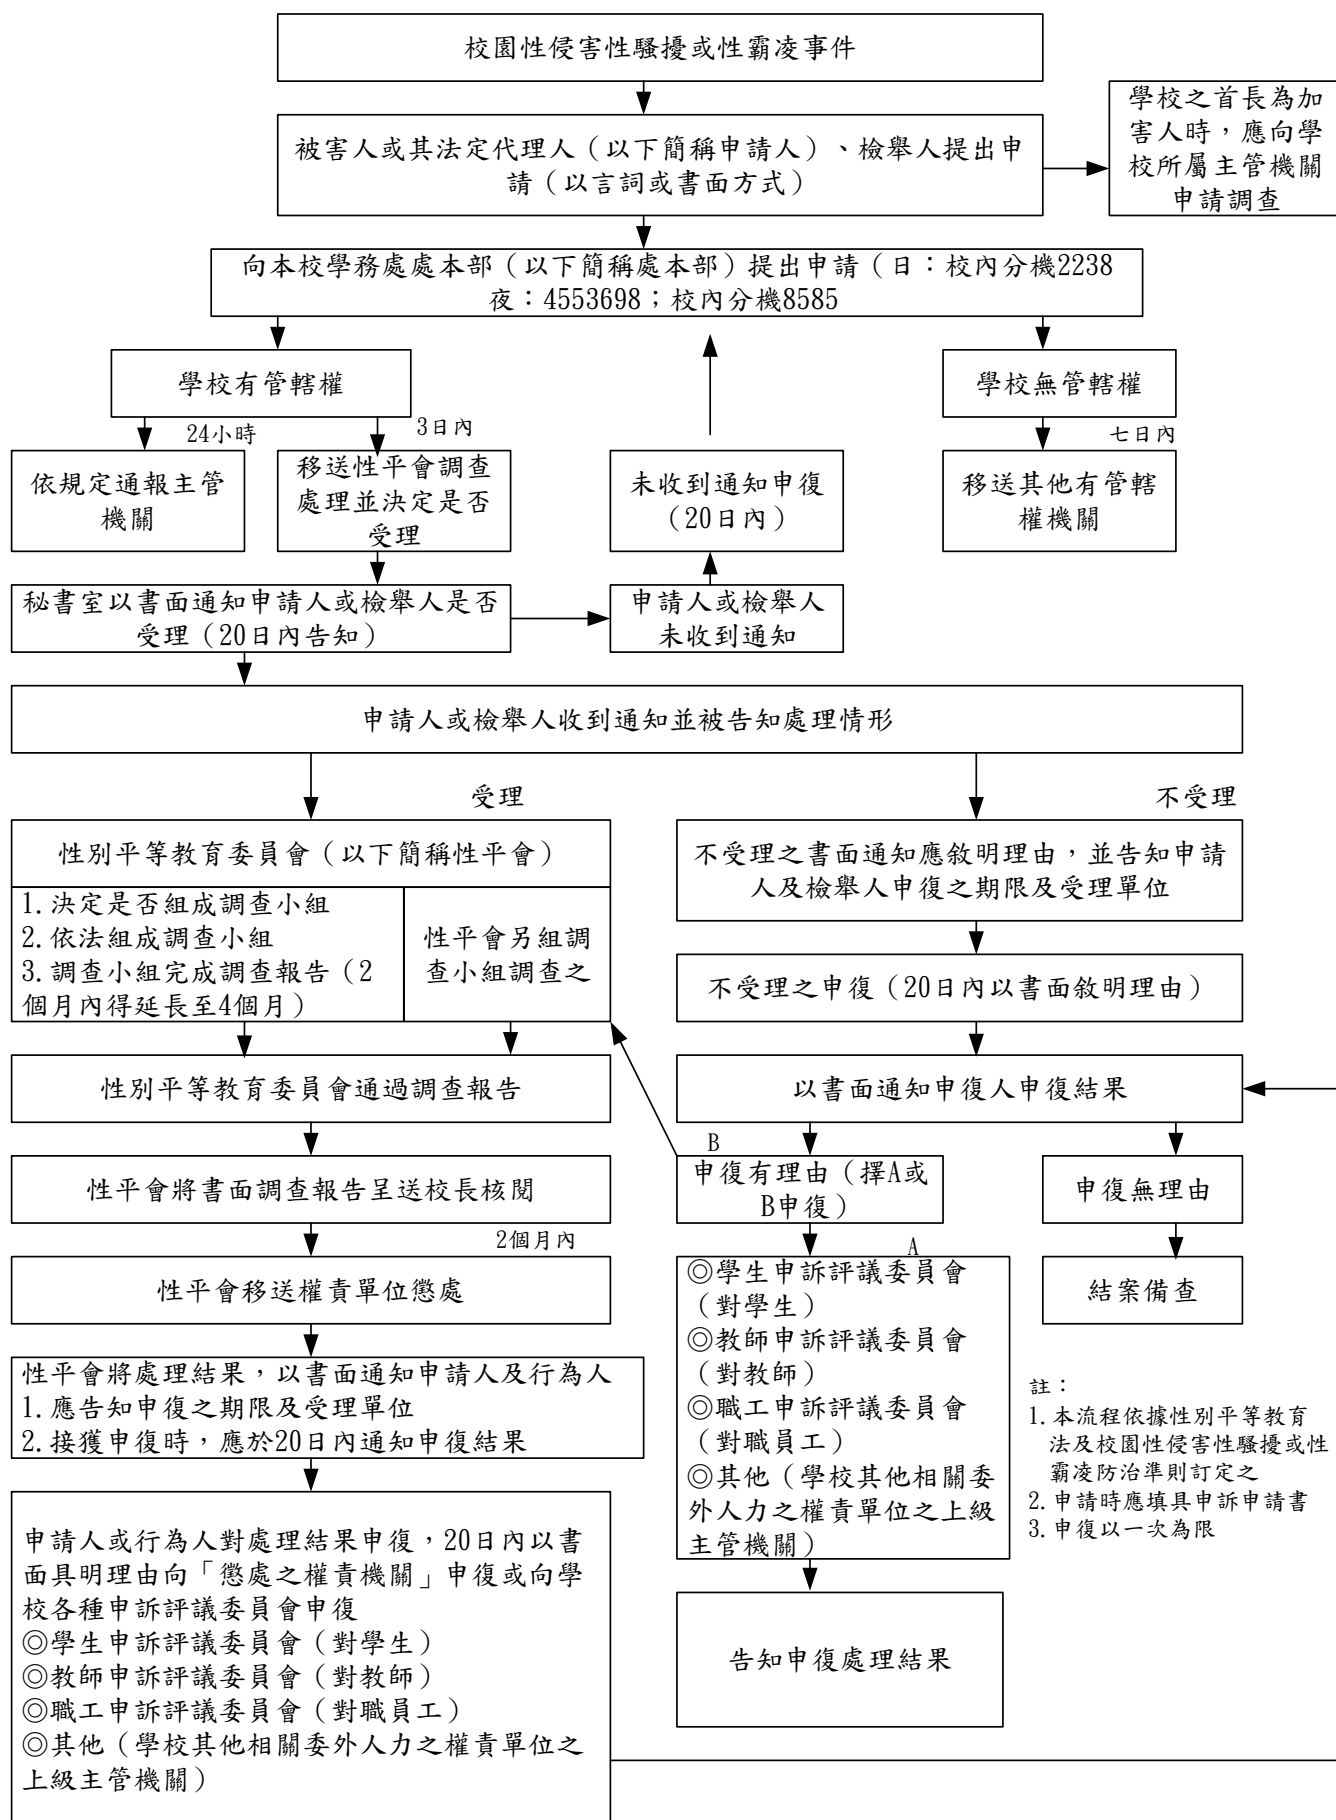 校園性侵害性騷擾或性霸凌事件
被害人或其法定代理人（以下簡稱申請人）、檢舉人提出申
請（以言詞或書面方式）
學校之首長為加
害人時，應向學
校所屬主管機關
申請調查
向本校學務處處本部（以下簡稱處本部）提出申請（日：校內分機2238
夜：4553698；校內分機8585
學校有管轄權
學校無管轄權
24小時
3日內
七日內
依規定通報主管
機關
移送性平會調查
處理並決定是否
受理
未收到通知申復
（20日內）
移送其他有管轄
權機關
秘書室以書面通知申請人或檢舉人是否
受理（20日內告知）
申請人或檢舉人
未收到通知
申請人或檢舉人收到通知並被告知處理情形
受理
不受理
性別平等教育委員會（以下簡稱性平會）
1.決定是否組成調查小組
2.依法組成調查小組
3.調查小組完成調查報告（2
個月內得延長至4個月）
性平會另組調
查小組調查之
不受理之書面通知應敘明理由，並告知申請
人及檢舉人申復之期限及受理單位
不受理之申復（20日內以書面敘明理由）
性別平等教育委員會通過調查報告
以書面通知申復人申復結果
B
性平會將書面調查報告呈送校長核閱
申復有理由（擇A或
B申復）
申復無理由
2個月內
A
性平會移送權責單位懲處
◎學生申訴評議委員會
（對學生）
◎教師申訴評議委員會
（對教師）
◎職工申訴評議委員會
（對職員工）
◎其他（學校其他相關委
外人力之權責單位之上級
主管機關）
結案備查
性平會將處理結果，以書面通知申請人及行為人
1.應告知申復之期限及受理單位
2.接獲申復時，應於20日內通知申復結果
註：
1.本流程依據性別平等教育
法及校園性侵害性騷擾或性
霸凌防治準則訂定之
2.申請時應填具申訴申請書
3.申復以一次為限
申請人或行為人對處理結果申復，20日內以書
面具明理由向「懲處之權責機關」申復或向學
校各種申訴評議委員會申復
◎學生申訴評議委員會（對學生）
◎教師申訴評議委員會（對教師）
◎職工申訴評議委員會（對職員工）
◎其他（學校其他相關委外人力之權責單位之
上級主管機關）
告知申復處理結果